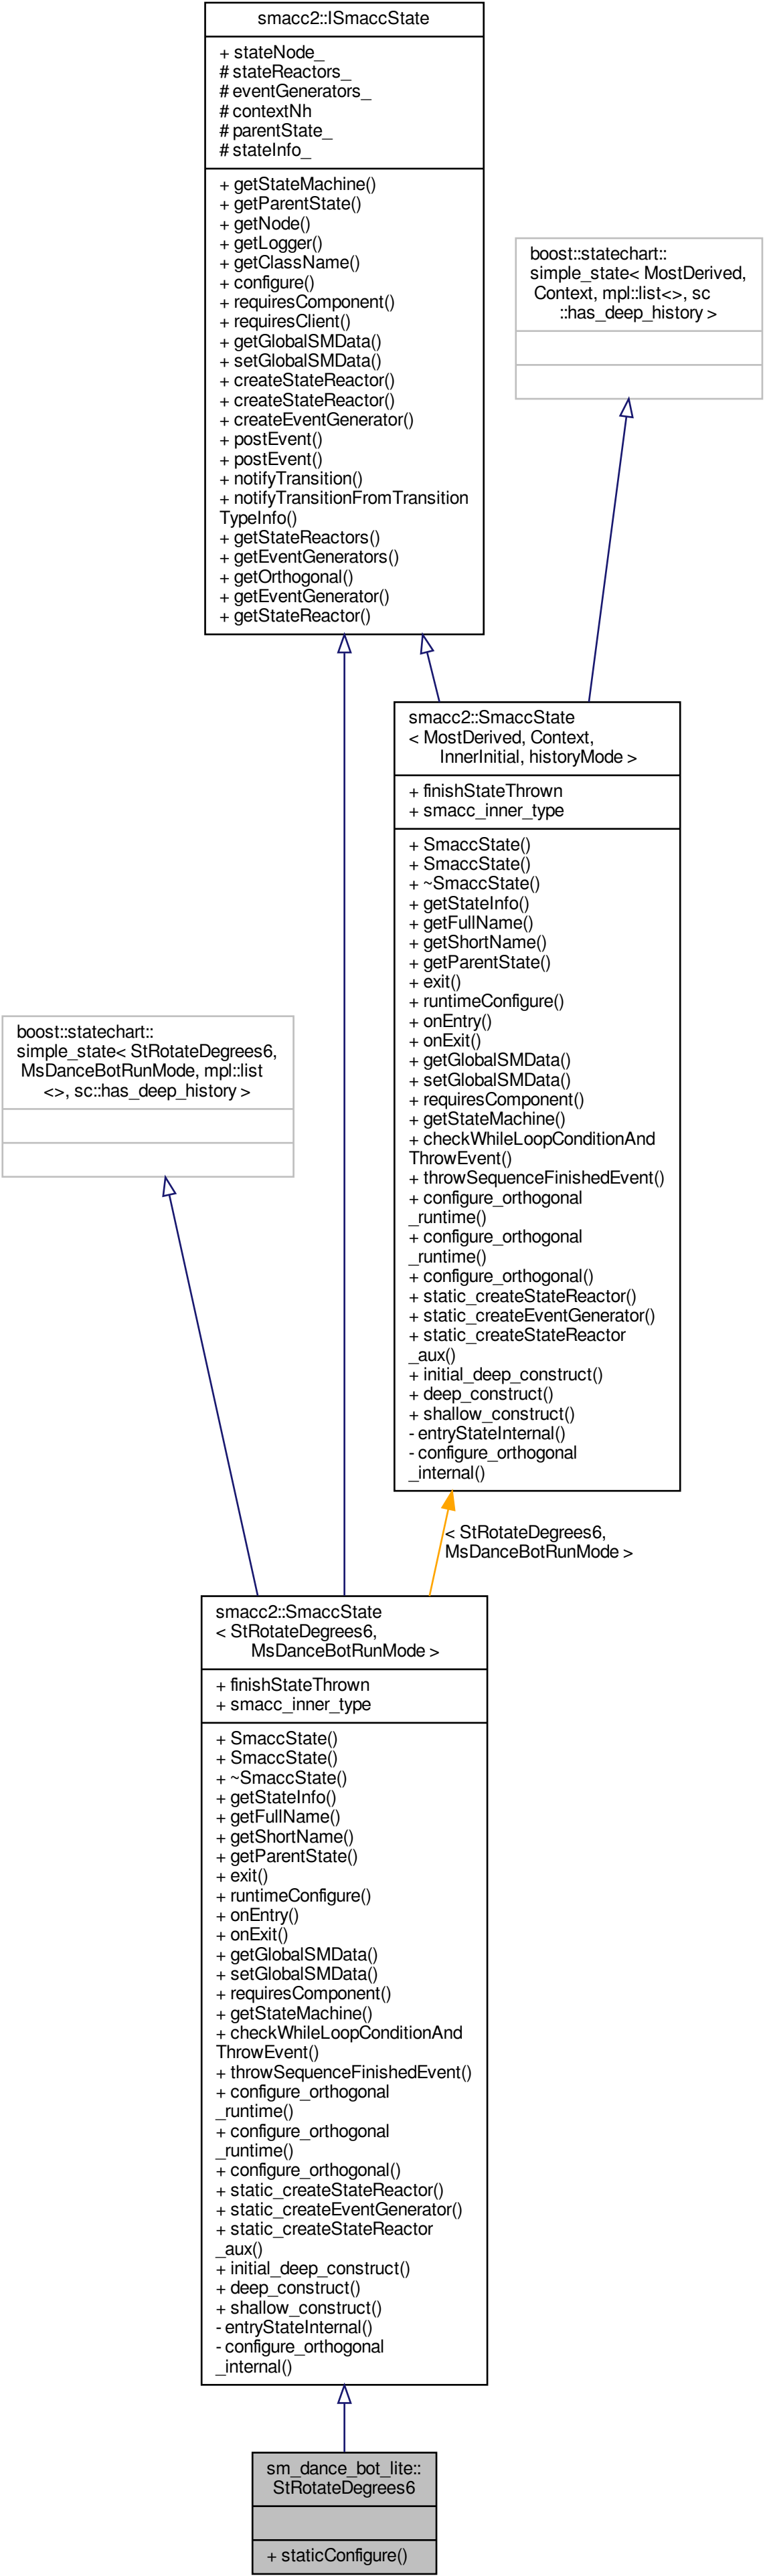 smacc2::ISmaccState
+ stateNode_
# stateReactors_
# eventGenerators_
# contextNh
# parentState_
# stateInfo_
+ getStateMachine()
+ getParentState()
+ getNode()
+ getLogger()
+ getClassName()
+ configure()
+ requiresComponent()
+ requiresClient()
+ getGlobalSMData()
+ setGlobalSMData()
+ createStateReactor()
+ createStateReactor()
+ createEventGenerator()
+ postEvent()
+ postEvent()
+ notifyTransition()
+ notifyTransitionFromTransition
TypeInfo()
+ getStateReactors()
+ getEventGenerators()
+ getOrthogonal()
+ getEventGenerator()
+ getStateReactor()
boost::statechart::
simple_state< MostDerived,
Context, mpl::list<>, sc
::has_deep_history >
smacc2::SmaccState
< MostDerived, Context,
InnerInitial, historyMode >
+ finishStateThrown
+ smacc_inner_type
+ SmaccState()
+ SmaccState()
+ ~SmaccState()
+ getStateInfo()
+ getFullName()
+ getShortName()
+ getParentState()
+ exit()
+ runtimeConfigure()
+ onEntry()
+ onExit()
+ getGlobalSMData()
+ setGlobalSMData()
+ requiresComponent()
+ getStateMachine()
+ checkWhileLoopConditionAnd
ThrowEvent()
+ throwSequenceFinishedEvent()
+ configure_orthogonal
_runtime()
+ configure_orthogonal
_runtime()
+ configure_orthogonal()
+ static_createStateReactor()
+ static_createEventGenerator()
+ static_createStateReactor
_aux()
+ initial_deep_construct()
+ deep_construct()
+ shallow_construct()
- entryStateInternal()
- configure_orthogonal
_internal()
boost::statechart::
simple_state< StRotateDegrees6,
MsDanceBotRunMode, mpl::list
<>, sc::has_deep_history >
< StRotateDegrees6,
MsDanceBotRunMode >
smacc2::SmaccState
< StRotateDegrees6,
MsDanceBotRunMode >
+ finishStateThrown
+ smacc_inner_type
+ SmaccState()
+ SmaccState()
+ ~SmaccState()
+ getStateInfo()
+ getFullName()
+ getShortName()
+ getParentState()
+ exit()
+ runtimeConfigure()
+ onEntry()
+ onExit()
+ getGlobalSMData()
+ setGlobalSMData()
+ requiresComponent()
+ getStateMachine()
+ checkWhileLoopConditionAnd
ThrowEvent()
+ throwSequenceFinishedEvent()
+ configure_orthogonal
_runtime()
+ configure_orthogonal
_runtime()
+ configure_orthogonal()
+ static_createStateReactor()
+ static_createEventGenerator()
+ static_createStateReactor
_aux()
+ initial_deep_construct()
+ deep_construct()
+ shallow_construct()
- entryStateInternal()
- configure_orthogonal
_internal()
sm_dance_bot_lite::
StRotateDegrees6
+ staticConfigure()